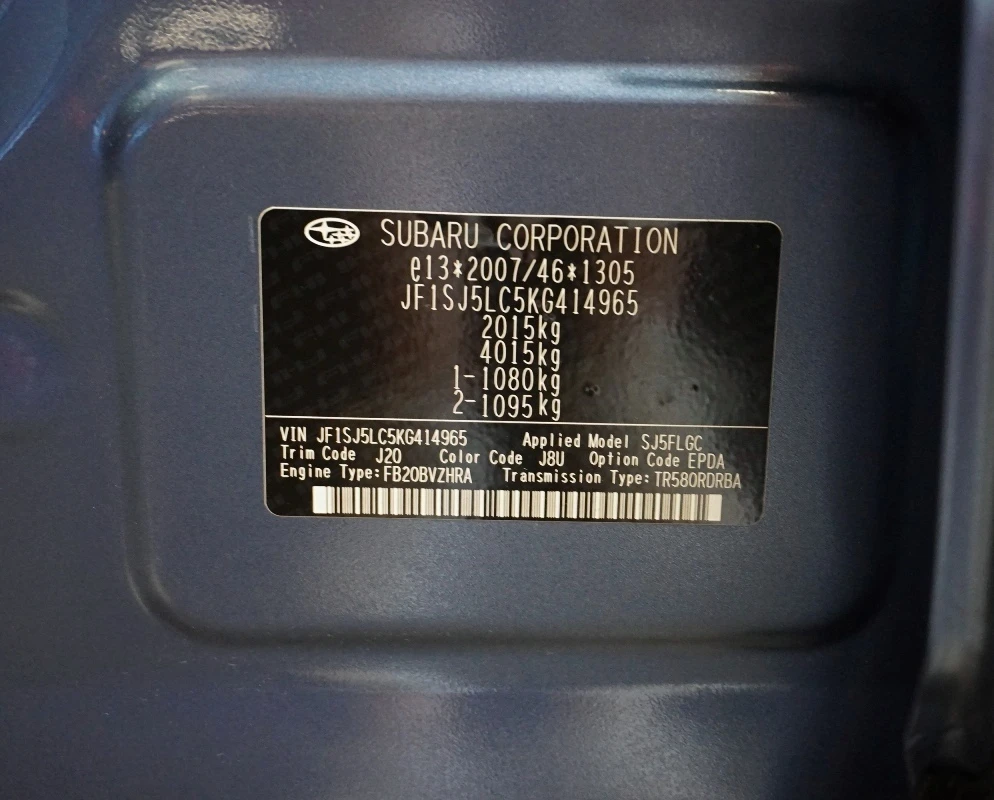 SUBARU CORPORATION
e13*2007/46*1305
JF1SJ5LC5KG414965
2015kg
4015kg
1-1080kg
2-1095kg
VIN JF1SJ5LC5KG414965 Applied Model SJ5FLGC
Trim Code J20 Color Code J8U Option Code EPDA
Engine Type:FB20BVZHRA Transmission Type:TR580RDRBA